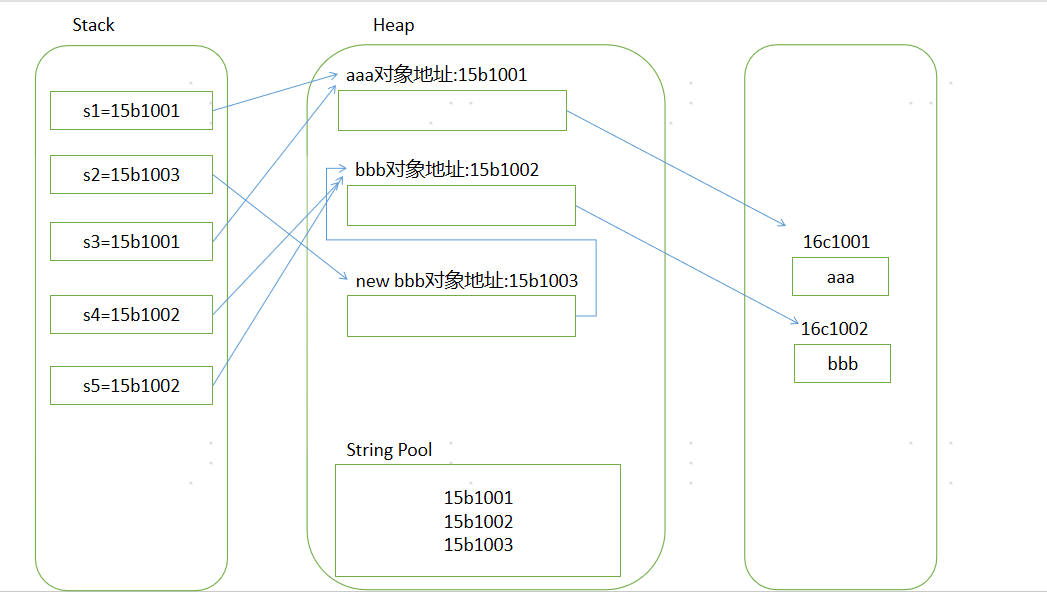 Stack
s1=15b1001
s2=15b1003
s3=15b1001
s4=15b1002
s5=15b1002
Heap
aaa对象地址:15b1001
bbb对象地址:15b1002
new bbb对象地址:15b1003
String Pool
15b1001
15b1002
15b1003
16c1001
aaa
16c1002
bbb